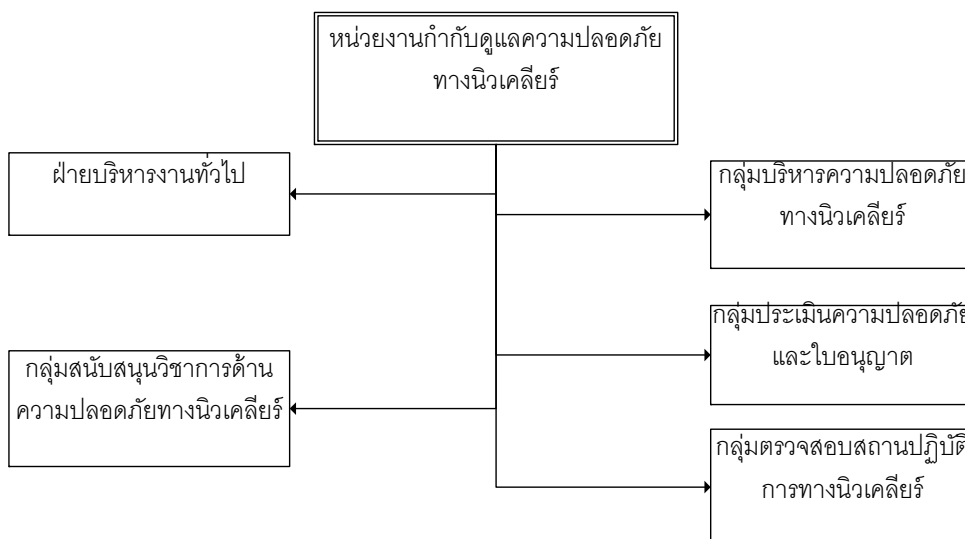 หน่วยงานกำกับดูแลความปลอดภัย
ทางนิวเคลียร์
ฝ่ายบริหารงานทั่วไป
กลุ่มบริหารความปลอดภัย
ทางนิวเคลียร์
กลุ่มประเมินความปลอดภัย
และใบอนุญาต
กลุ่มสนับสนุนวิชาการด้าน
ความปลอดภัยทางนิวเคลียร์
กลุ่มตรวจสอบสถานปฏิบัติ
การทางนิวเคลียร์